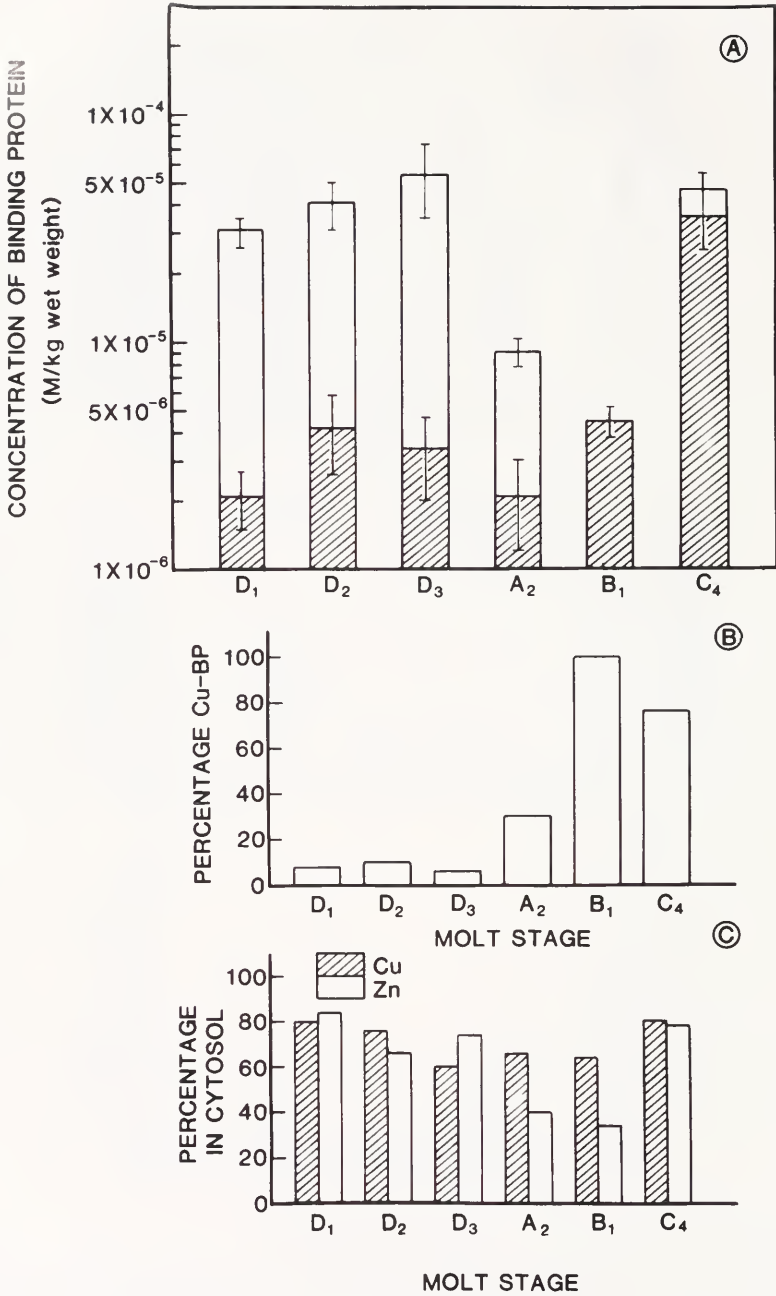 CONCENTRATION OF BINDING PROTEIN
(M/kg wet weight)
A
1X10⁻⁴
5X10⁻⁵
1X10⁻⁵
5X10⁻⁶
1X10⁻⁶
D₁ D₂ D₃ A₂ B₁ C₄
B
PERCENTAGE Cu-BP
100
80
60
40
20
0
D₁ D₂ D₃ A₂ B₁ C₄
MOLT STAGE
C
Cu
Zn
PERCENTAGE
IN CYTOSOL
100
80
60
40
20
0
D₁ D₂ D₃ A₂ B₁ C₄
MOLT STAGE